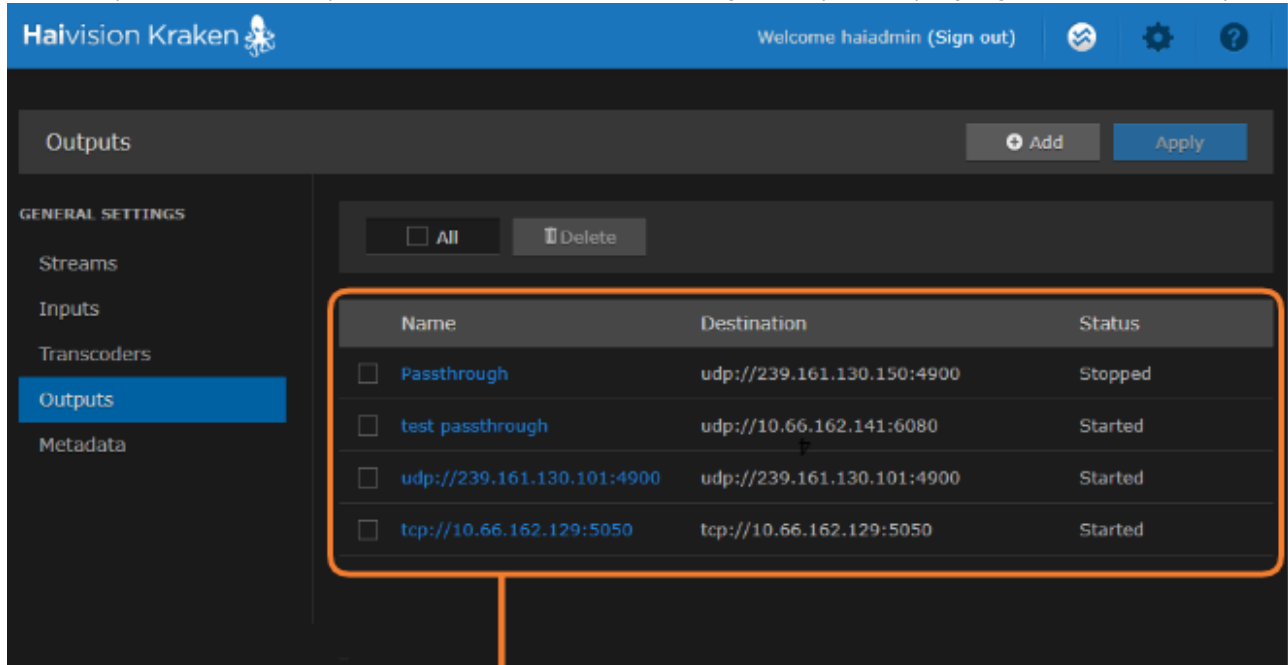 Haivision Kraken
Welcome haiadmin (Sign out)
Outputs
Add
Apply
GENERAL SETTINGS
Streams
Inputs
Transcoders
Outputs
Metadata
All
Delete
Name Destination Status
Passthrough udp://239.161.130.150:4900 Stopped
test passthrough udp://10.66.162.141:6080 Started
udp://239.161.130.101:4900 udp://239.161.130.101:4900 Started
tcp://10.66.162.129:5050 tcp://10.66.162.129:5050 Started